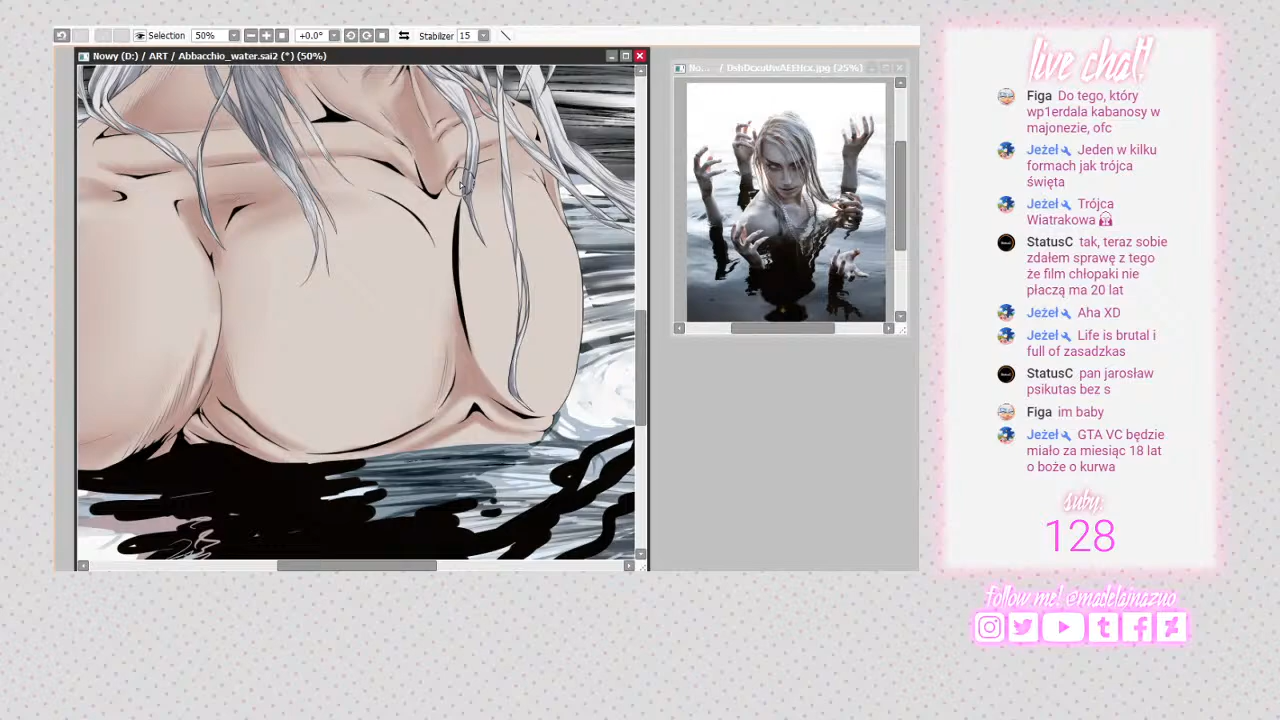 Selection
50%
+0.0°
Stabilizer
15
Nowy (D:) / ART / Abbacchio_water.sai2 (*) (50%)
live chat!
Figa Do tego, który
wp1erdala kabanosy w
majonezie, ofc
Jeżeł Jeden w kilku
formach jak trójca
święta
Jeżeł Trójca
Wiatrakowa
StatusC tak, teraz sobie
zdałem sprawę z tego
że film chłopaki nie
płaczą ma 20 lat
Jeżeł Aha XD
Jeżeł Life is brutal i
full of zasadzkas
StatusC pan jarosław
psikutas bez s
Figa im baby
Jeżeł GTA VC będzie
miało za miesiąc 18 lat
o boże o kurwa
suby:
128
follow me! @madelajnazuo